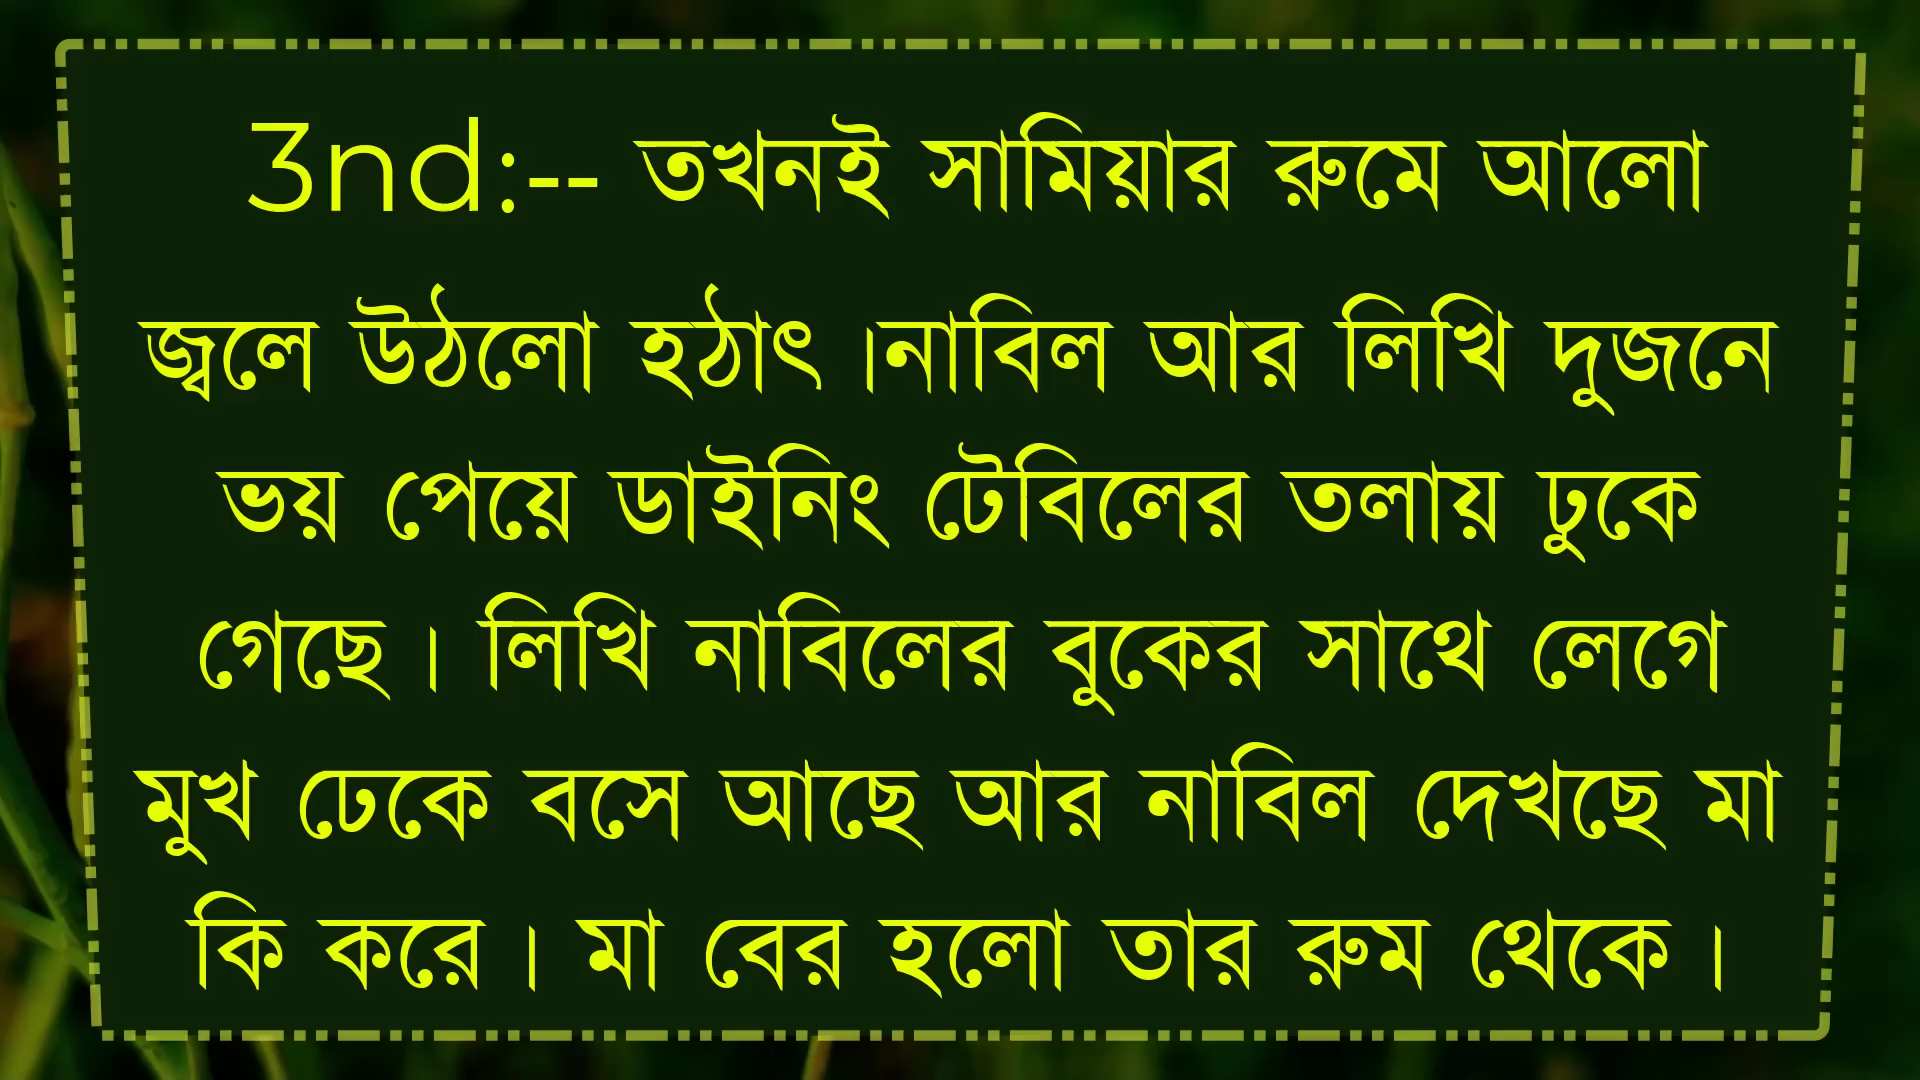 3nd:-- তখনই সামিয়ার রুমে আলো
জ্বলে উঠলো হঠাৎ ।নাবিল আর লিখি দুজনে
ভয় পেয়ে ডাইনিং টেবিলের তলায় ঢুকে
গেছে । লিখি নাবিলের বুকের সাথে লেগে
মুখ ঢেকে বসে আছে আর নাবিল দেখছে মা
কি করে । মা বের হলো তার রুম থেকে ।